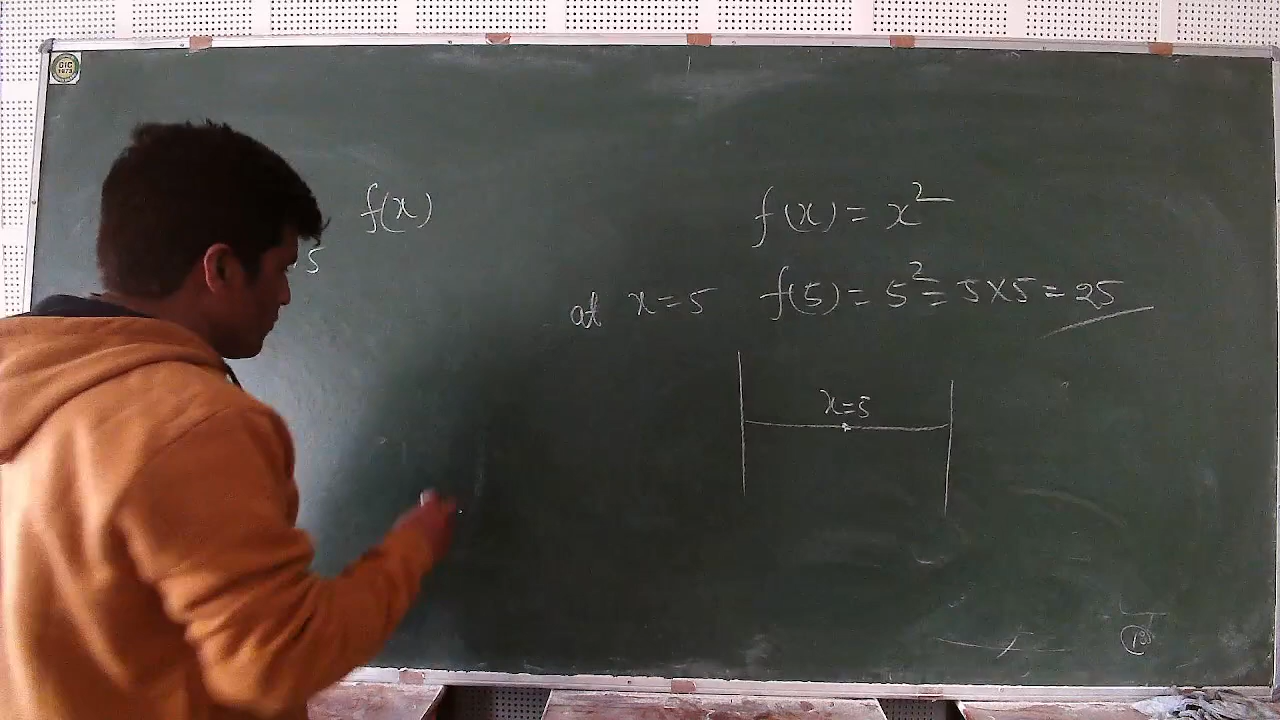 f(x)
5
f(x) = x²
at x = 5 f(5) = 5² = 5×5 = 25
x=5